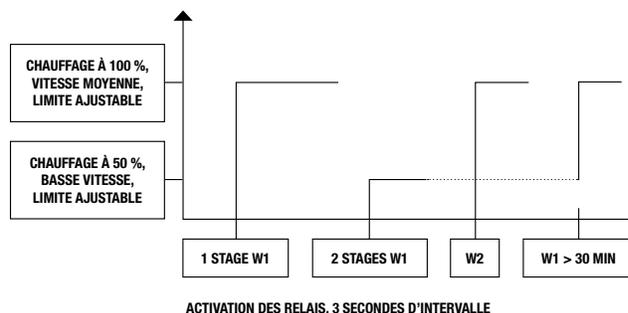 CHAUFFAGE À 100 %,
VITESSE MOYENNE,
LIMITE AJUSTABLE
CHAUFFAGE À 50 %,
BASSE VITESSE,
LIMITE AJUSTABLE
1 STAGE W1
2 STAGES W1
W2
W1 > 30 MIN
ACTIVATION DES RELAIS, 3 SECONDES D'INTERVALLE